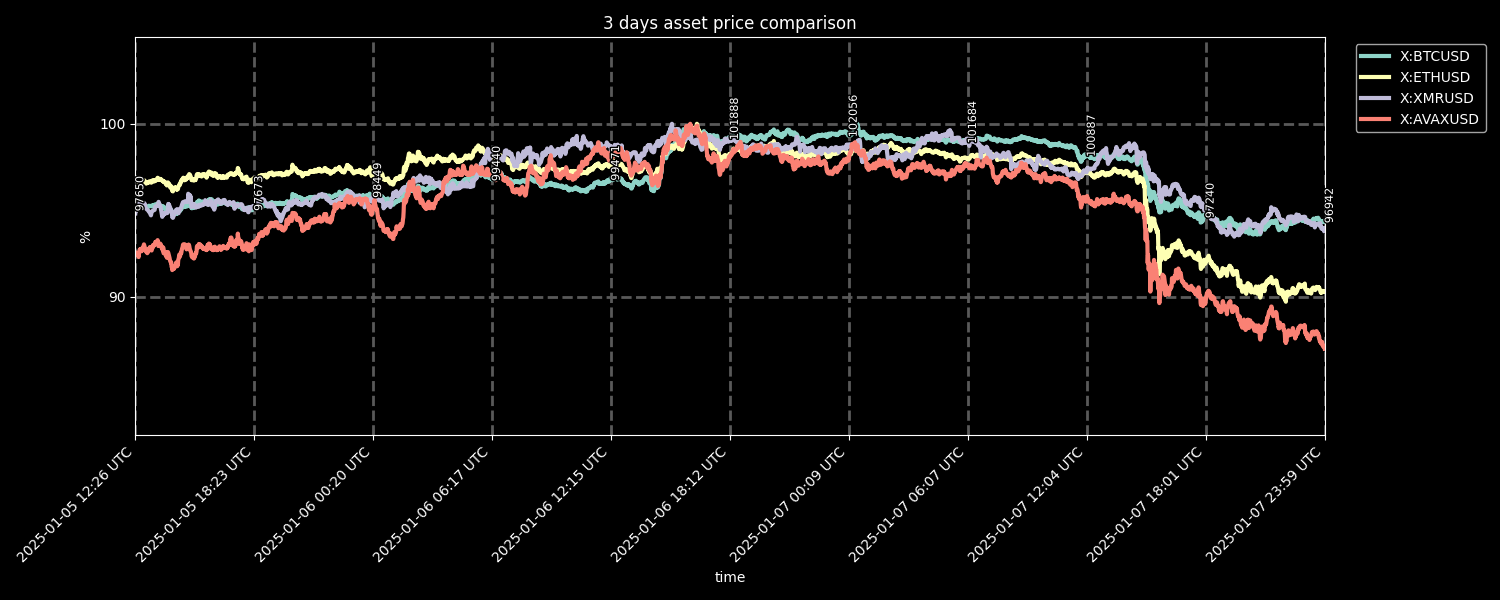 3 days asset price comparison
X:BTCUSD
X:ETHUSD
X:XMRUSD
X:AVAXUSD
100
90
%
97650
97673
98449
99440
99471
101888
102056
101684
100887
97240
96942
2025-01-05 12:26 UTC
2025-01-05 18:23 UTC
2025-01-06 00:20 UTC
2025-01-06 06:17 UTC
2025-01-06 12:15 UTC
2025-01-06 18:12 UTC
2025-01-07 00:09 UTC
2025-01-07 06:07 UTC
2025-01-07 12:04 UTC
2025-01-07 18:01 UTC
2025-01-07 23:59 UTC
time